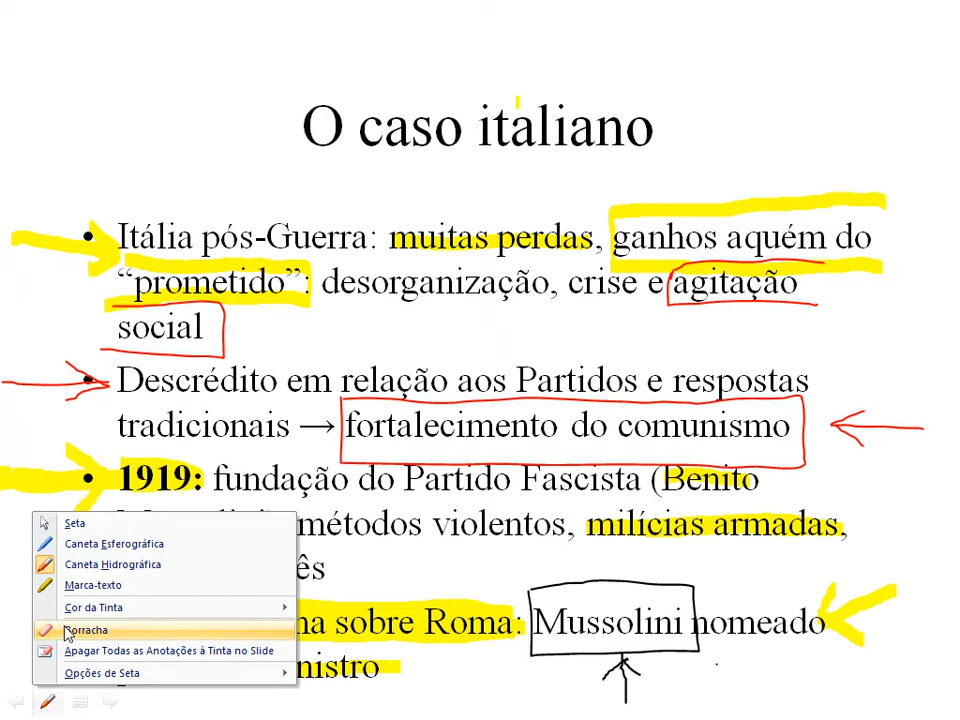 O caso italiano
• Itália pós-Guerra: muitas perdas, ganhos aquém do
“prometido”: desorganização, crise e agitação
social
• Descrédito em relação aos Partidos e respostas
tradicionais → fortalecimento do comunismo
• 1919: fundação do Partido Fascista (Benito
métodos violentos, milícias armadas,
ês
ha sobre Roma: Mussolini nomeado
nistro
Seta
Caneta Esferográfica
Caneta Hidrográfica
Marca-texto
Cor da Tinta
Borracha
Apagar Todas as Anotações à Tinta no Slide
Opções de Seta